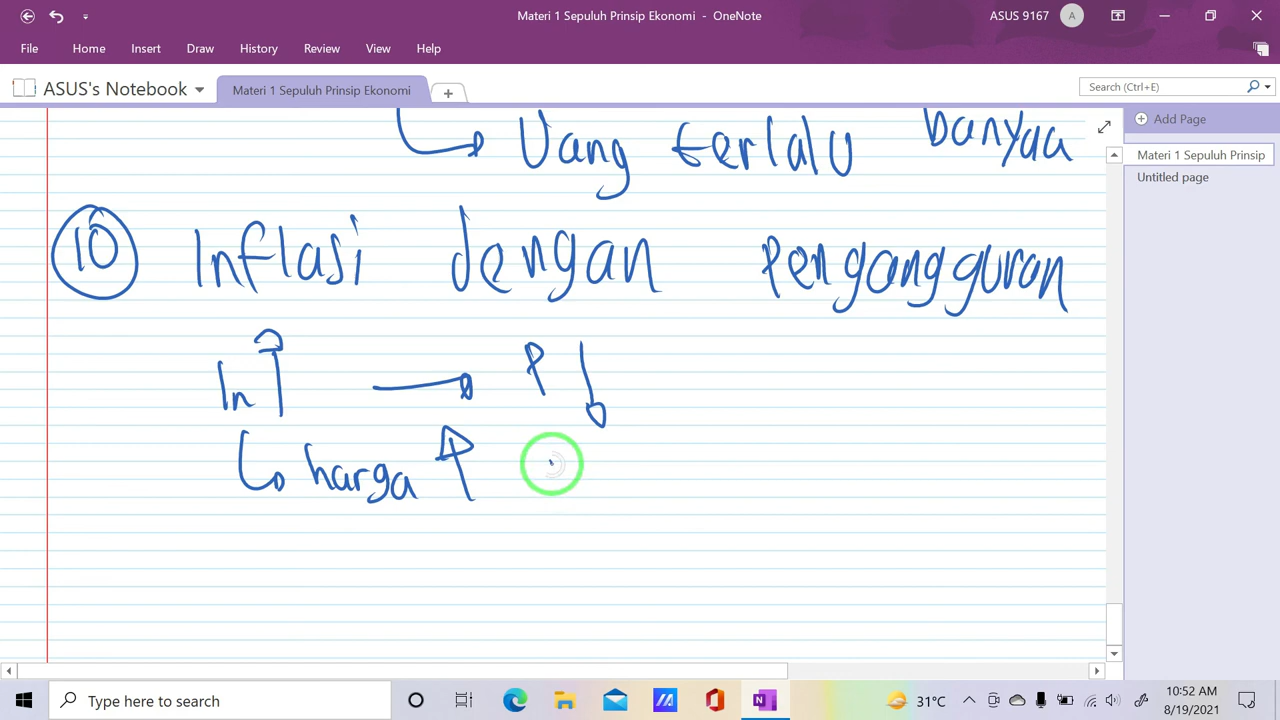 Materi 1 Sepuluh Prinsip Ekonomi - OneNote
ASUS 9167
A
File Home Insert Draw History Review View Help
ASUS's Notebook
Materi 1 Sepuluh Prinsip Ekonomi
Search (Ctrl+E)
Add Page
Materi 1 Sepuluh Prinsip
Untitled page
Uang terlalu banyaa
10 Inflasi dengan Pengangguran
In ↑ → P ↓
↳ harga ↑
Type here to search
31°C
10:52 AM
8/19/2021